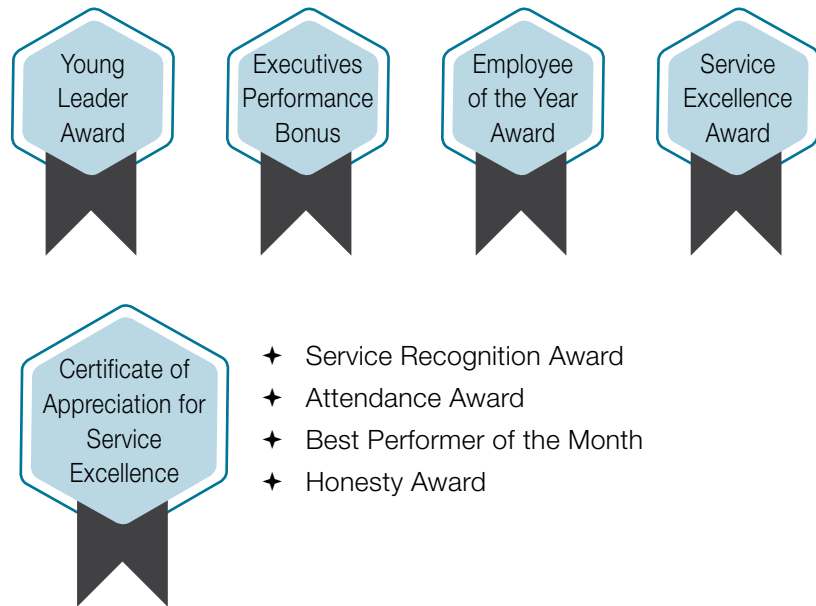 Young
Leader
Award
Executives
Performance
Bonus
Employee
of the Year
Award
Service
Excellence
Award
Certificate of
Appreciation for
Service
Excellence
Service Recognition Award
Attendance Award
Best Performer of the Month
Honesty Award